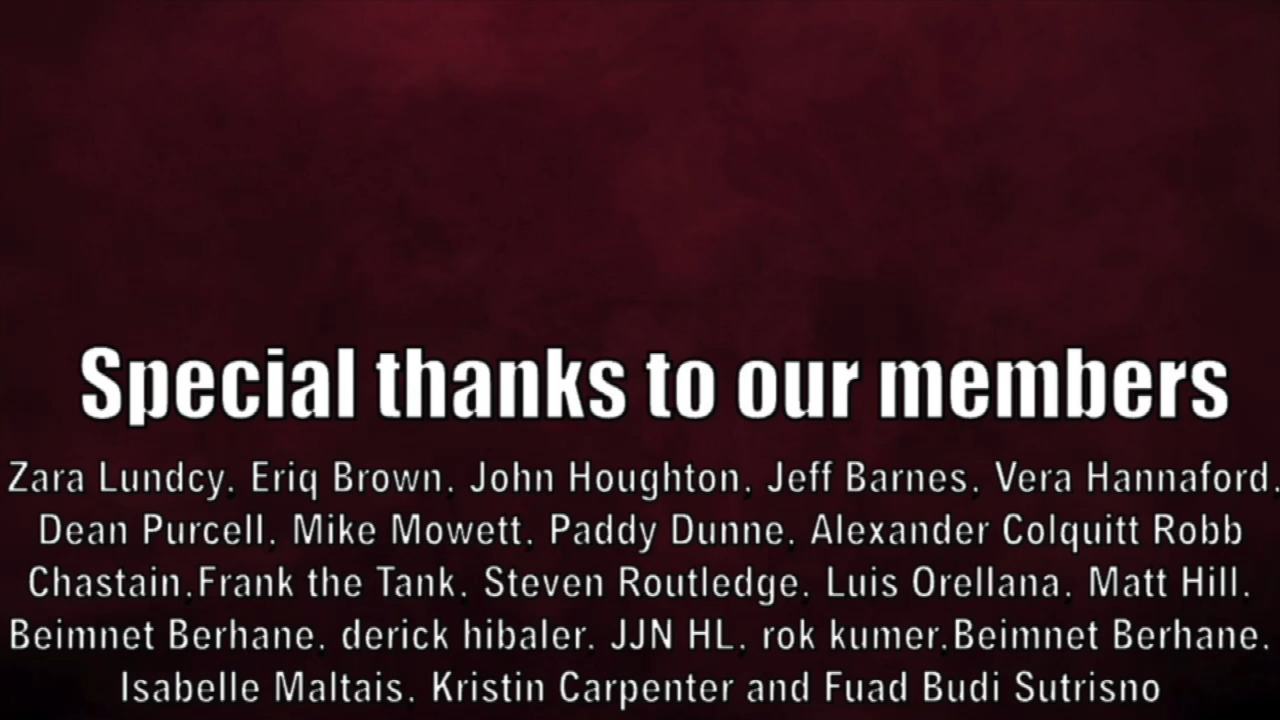 Special thanks to our members
Zara Lundcy, Eriq Brown, John Houghton, Jeff Barnes, Vera Hannaford,
Dean Purcell, Mike Mowett, Paddy Dunne, Alexander Colquitt Robb
Chastain,Frank the Tank, Steven Routledge, Luis Orellana, Matt Hill,
Beimnet Berhane, derick hibaler, JJN HL, rok kumer,Beimnet Berhane,
Isabelle Maltais, Kristin Carpenter and Fuad Budi Sutrisno